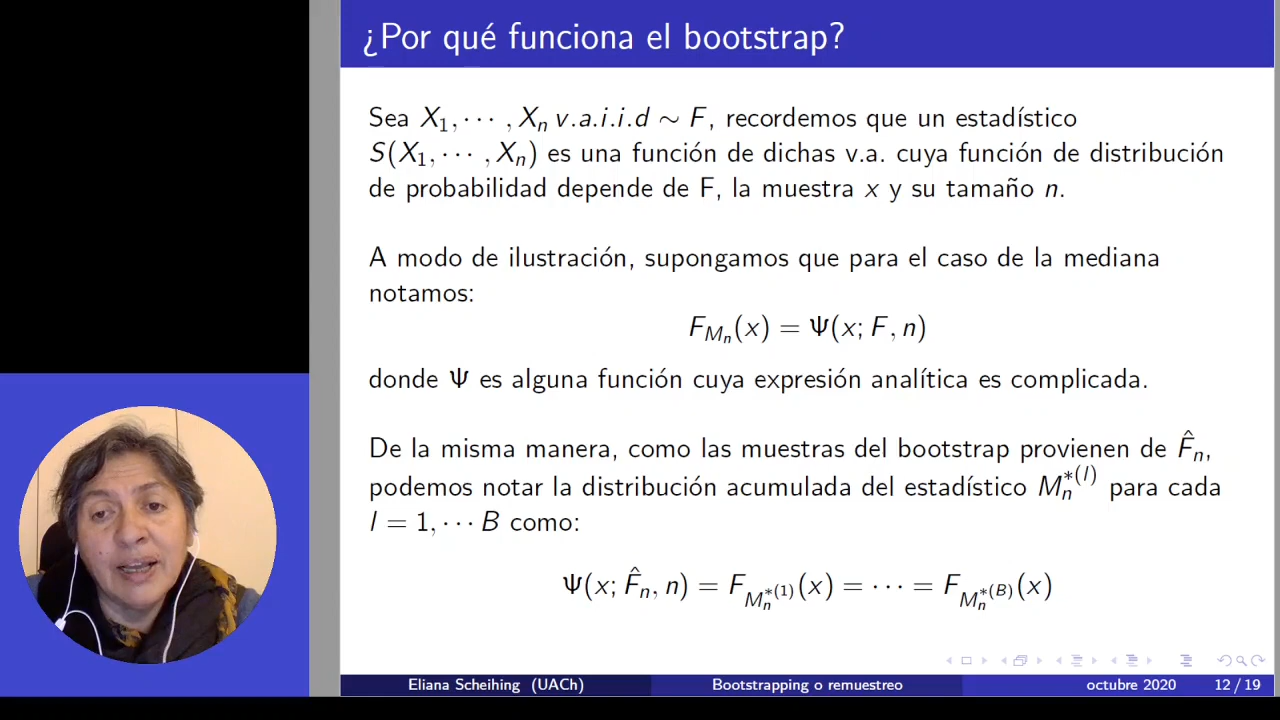 ¿Por qué funciona el bootstrap?
Sea X₁, ⋯ , Xₙ v.a.i.i.d ∼ F, recordemos que un estadístico
S(X₁, ⋯ , Xₙ) es una función de dichas v.a. cuya función de distribución
de probabilidad depende de F, la muestra x y su tamaño n.
A modo de ilustración, supongamos que para el caso de la mediana
notamos:
F_{Mₙ}(x) = Ψ(x; F, n)
donde Ψ es alguna función cuya expresión analítica es complicada.
De la misma manera, como las muestras del bootstrap provienen de F̂ₙ,
podemos notar la distribución acumulada del estadístico Mₙ*⁽ˡ⁾ para cada
l = 1, ⋯ B como:
Ψ(x; F̂ₙ, n) = F_{Mₙ*⁽¹⁾}(x) = ⋯ = F_{Mₙ*⁽ᴮ⁾}(x)
Eliana Scheihing (UACh) Bootstrapping o remuestreo octubre 2020 12 / 19